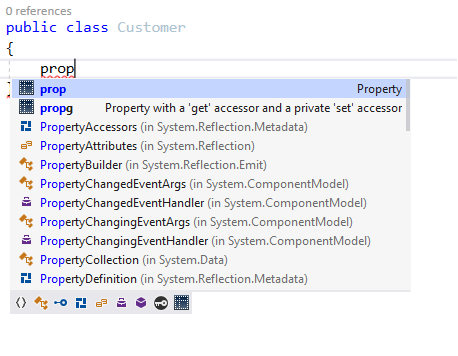 0 references
public class Customer
{
prop
prop Property
propg Property with a 'get' accessor and a private 'set' accessor
PropertyAccessors (in System.Reflection.Metadata)
PropertyAttributes (in System.Reflection)
PropertyBuilder (in System.Reflection.Emit)
PropertyChangedEventArgs (in System.ComponentModel)
PropertyChangedEventHandler (in System.ComponentModel)
PropertyChangingEventArgs (in System.ComponentModel)
PropertyChangingEventHandler (in System.ComponentModel)
PropertyCollection (in System.Data)
PropertyDefinition (in System.Reflection.Metadata)